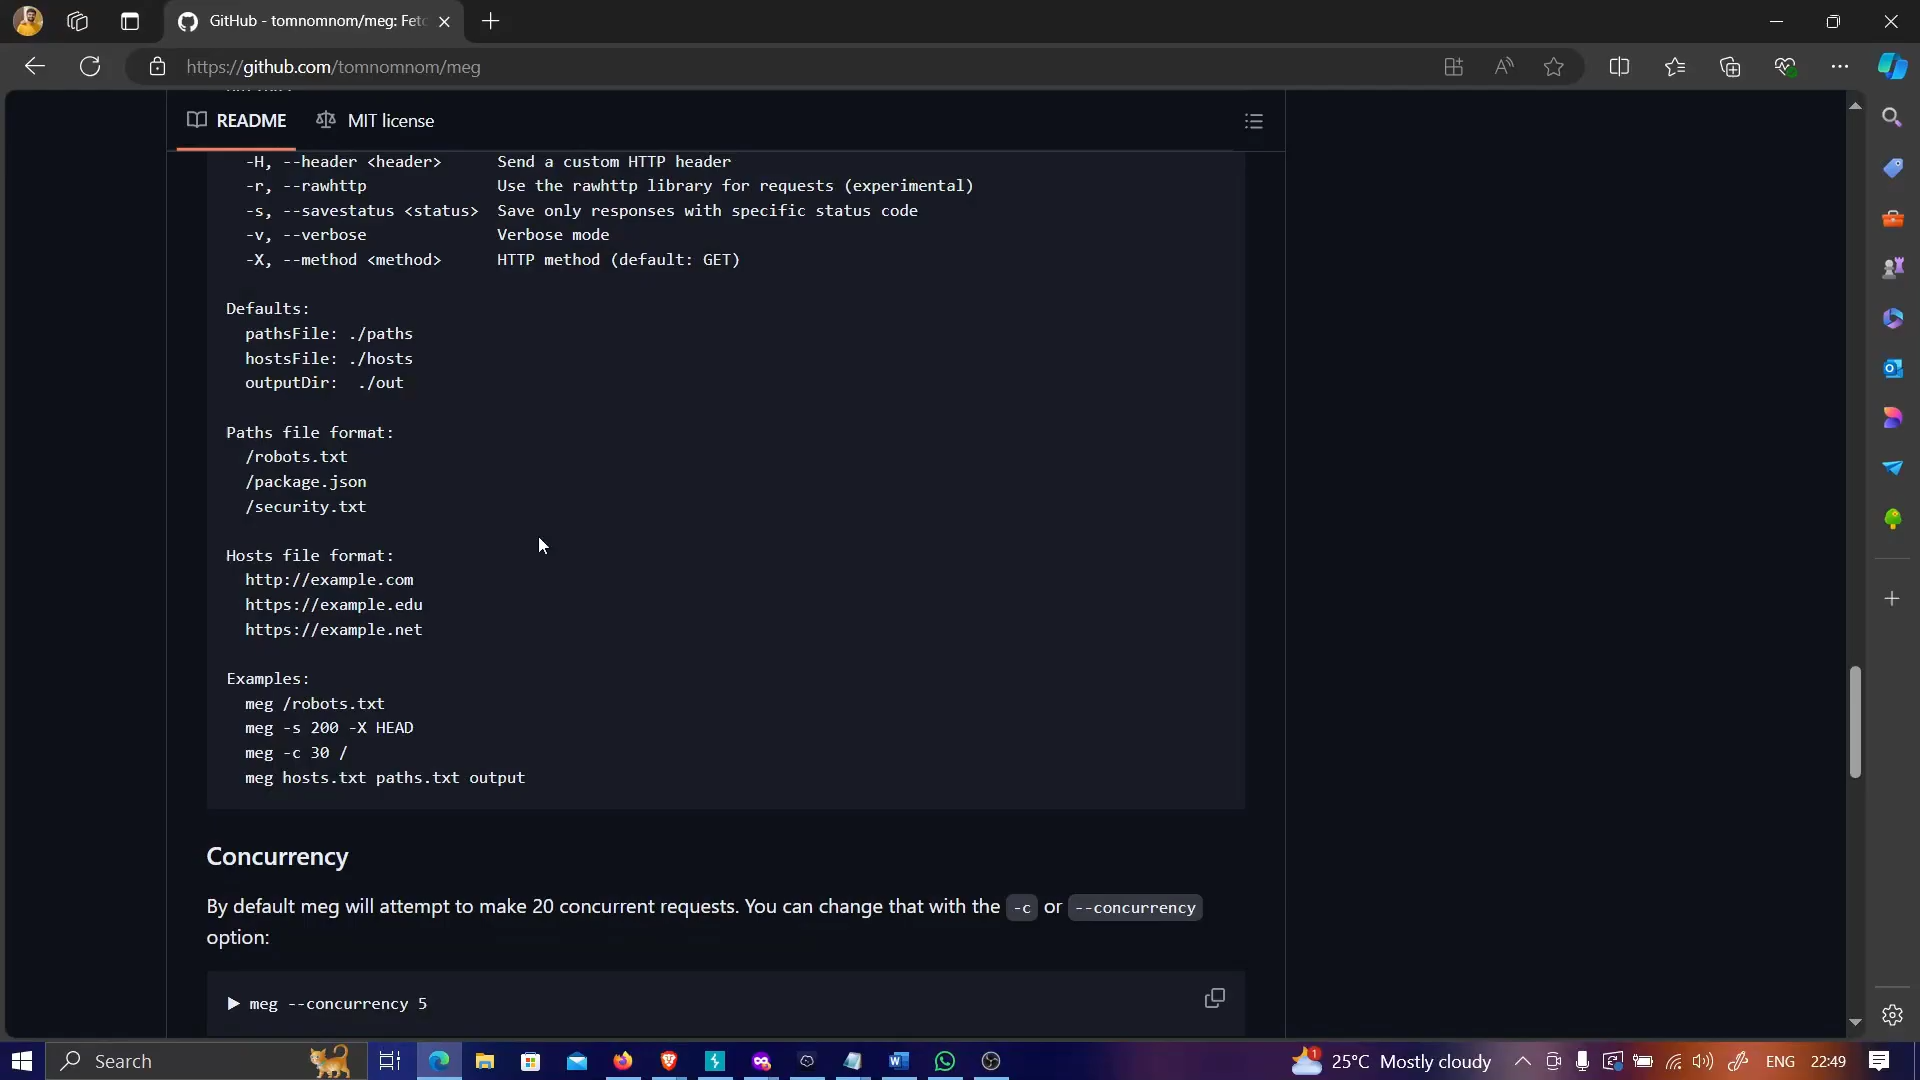 GitHub - tomnomnom/meg: Fetc
https://github.com/tomnomnom/meg
README
MIT license
-H, --header <header> Send a custom HTTP header
-r, --rawhttp Use the rawhttp library for requests (experimental)
-s, --savestatus <status> Save only responses with specific status code
-v, --verbose Verbose mode
-X, --method <method> HTTP method (default: GET)
Defaults:
pathsFile: ./paths
hostsFile: ./hosts
outputDir: ./out
Paths file format:
/robots.txt
/package.json
/security.txt
Hosts file format:
http://example.com
https://example.edu
https://example.net
Examples:
meg /robots.txt
meg -s 200 -X HEAD
meg -c 30 /
meg hosts.txt paths.txt output
Concurrency
By default meg will attempt to make 20 concurrent requests. You can change that with the -c or --concurrency
option:
▶ meg --concurrency 5
Search
1
25°C Mostly cloudy
ENG
22:49